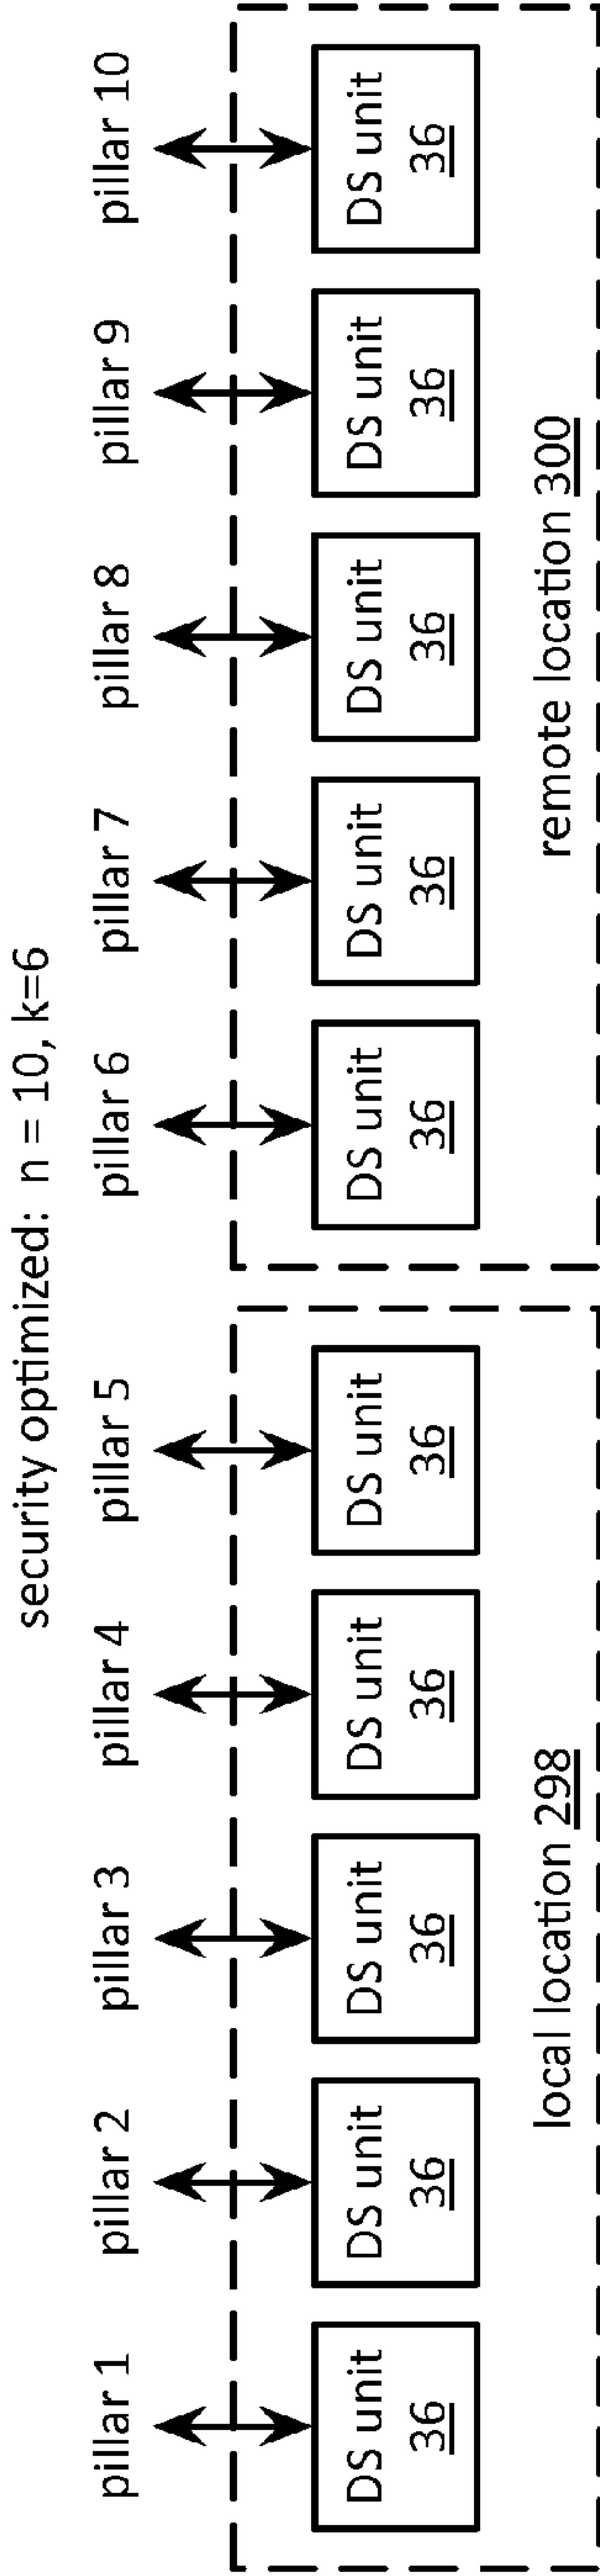 security optimized: n = 10, k=6
pillar 1 pillar 2 pillar 3 pillar 4 pillar 5 pillar 6 pillar 7 pillar 8 pillar 9 pillar 10
DS unit DS unit DS unit DS unit DS unit DS unit DS unit DS unit DS unit DS unit
36 36 36 36 36 36 36 36 36 36
local location 298 remote location 300